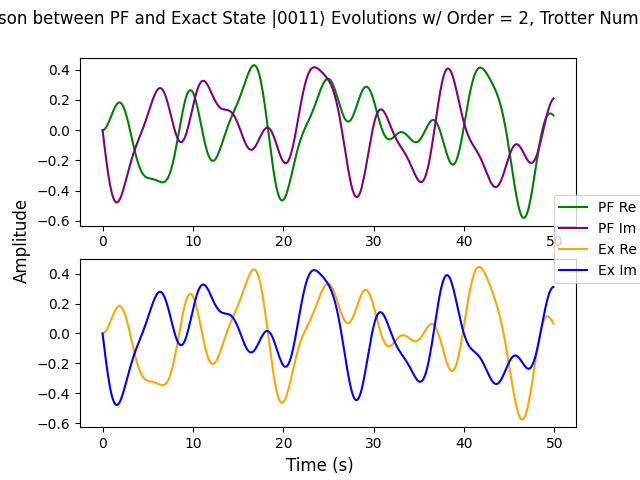 son between PF and Exact State |0011⟩ Evolutions w/ Order = 2, Trotter Num
0.4
0.2
0.0
−0.2
−0.4
−0.6
0 10 20 30 40 50
Amplitude
PF Re
PF Im
Ex Re
Ex Im
0.4
0.2
0.0
−0.2
−0.4
−0.6
0 10 20 30 40 50
Time (s)